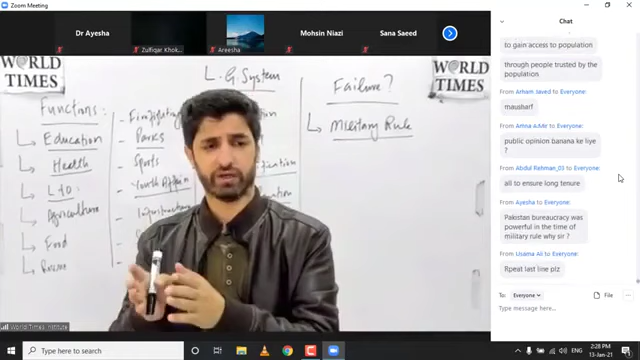 Zoom Meeting
Dr Ayesha
Zulfiqar Khok...
Areesha
Mohsin Niazi
Sana Saeed
WORLD
TIMES
L.G. System
Functions:
Education
Health
Agriculture
Food
Firefighting
Parks
Sports
Youth Affair
Failure?
Military Rule
WORLD
TIMES
World Times Institute
Chat
to gain access to population
through people trusted by the
population
From Arham Javed to Everyone:
mausharf
From Amna A.Mir to Everyone:
public opinion banana ke liye
?
From Abdul Rehman_03 to Everyone:
all to ensure long tenure
From Ayesha to Everyone:
Pakistan bureaucracy was
powerful in the time of
military rule why sir ?
From Usama Ali to Everyone:
Rpeat last line plz
To: Everyone
File
Type message here...
Type here to search
2:28 PM
13-Jan-21